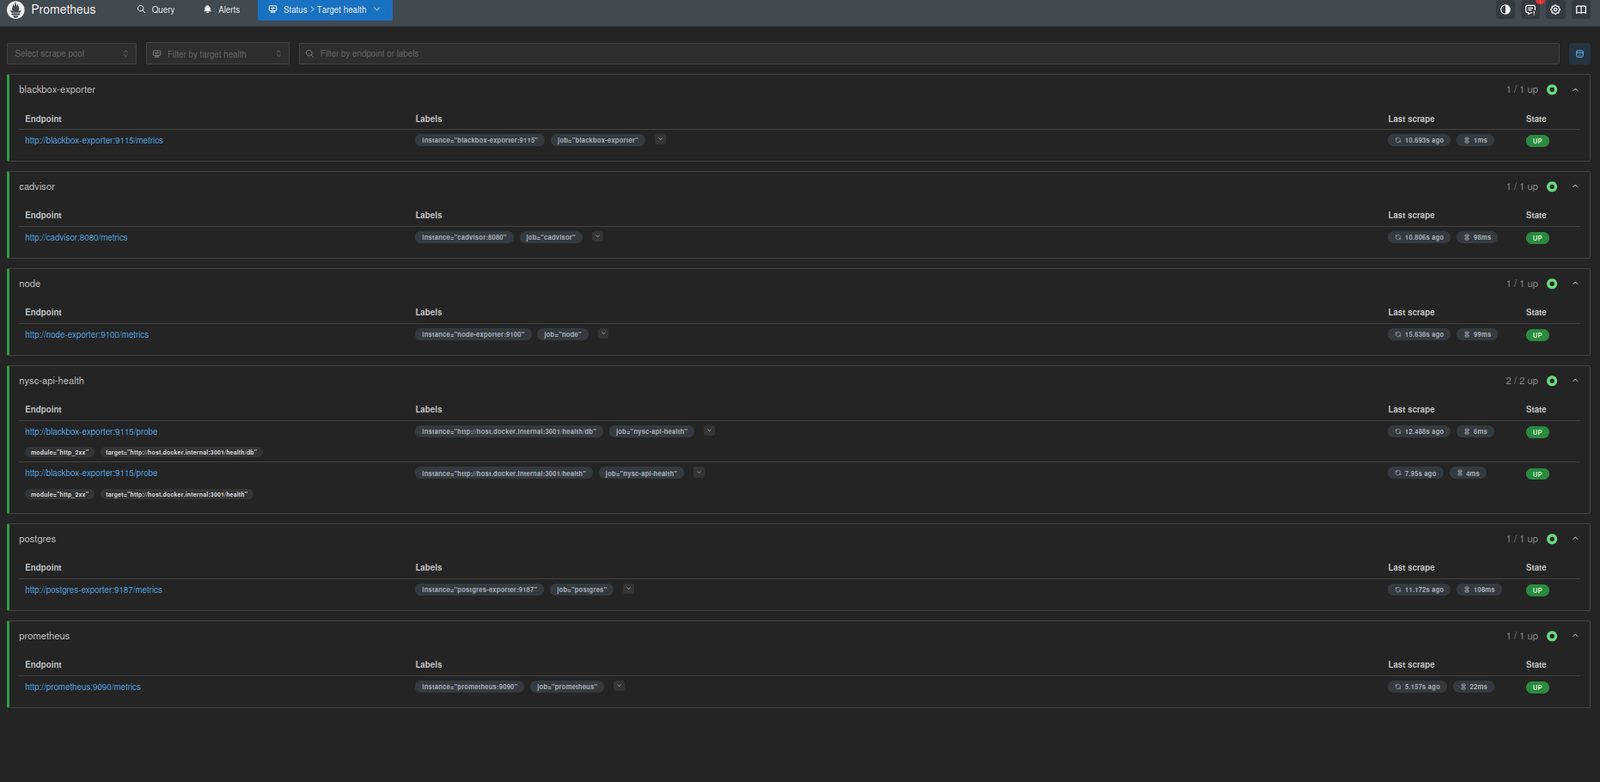 Prometheus Query Alerts Status > Target health
Select scrape pool Filter by target health Filter by endpoint or labels
blackbox-exporter 1 / 1 up
Endpoint Labels Last scrape State
http://blackbox-exporter:9115/metrics instance="blackbox-exporter:9115" job="blackbox-exporter" 10.693s ago 1ms UP
cadvisor 1 / 1 up
Endpoint Labels Last scrape State
http://cadvisor:8080/metrics instance="cadvisor:8080" job="cadvisor" 10.806s ago 98ms UP
node 1 / 1 up
Endpoint Labels Last scrape State
http://node-exporter:9100/metrics instance="node-exporter:9100" job="node" 15.638s ago 99ms UP
nysc-api-health 2 / 2 up
Endpoint Labels Last scrape State
http://blackbox-exporter:9115/probe instance="http://host.docker.internal:3001/health/db" job="nysc-api-health" 12.488s ago 6ms UP
module="http_2xx" target="http://host.docker.internal:3001/health/db"
http://blackbox-exporter:9115/probe instance="http://host.docker.internal:3001/health" job="nysc-api-health" 7.95s ago 4ms UP
module="http_2xx" target="http://host.docker.internal:3001/health"
postgres 1 / 1 up
Endpoint Labels Last scrape State
http://postgres-exporter:9187/metrics instance="postgres-exporter:9187" job="postgres" 11.172s ago 108ms UP
prometheus 1 / 1 up
Endpoint Labels Last scrape State
http://prometheus:9090/metrics instance="prometheus:9090" job="prometheus" 5.157s ago 22ms UP